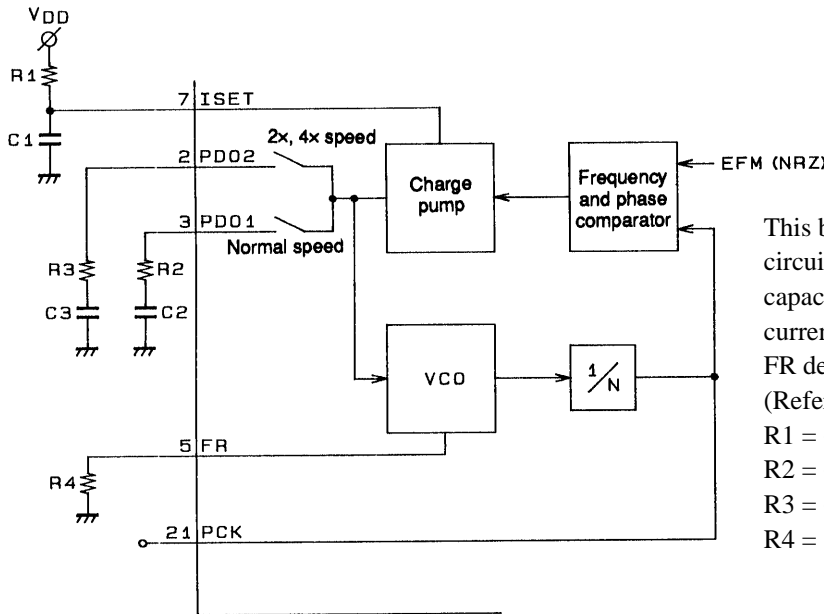 VDD
R1
7 ISET
C1
2x, 4x speed
2 PDO2
Charge
pump
Frequency
and phase
comparator
EFM (NRZ)
3 PDO1
Normal speed
R3
R2
C3
C2
VCO
1/N
5 FR
R4
21 PCK
This b
circui
capac
curren
FR de
(Refe
R1 =
R2 =
R3 =
R4 =